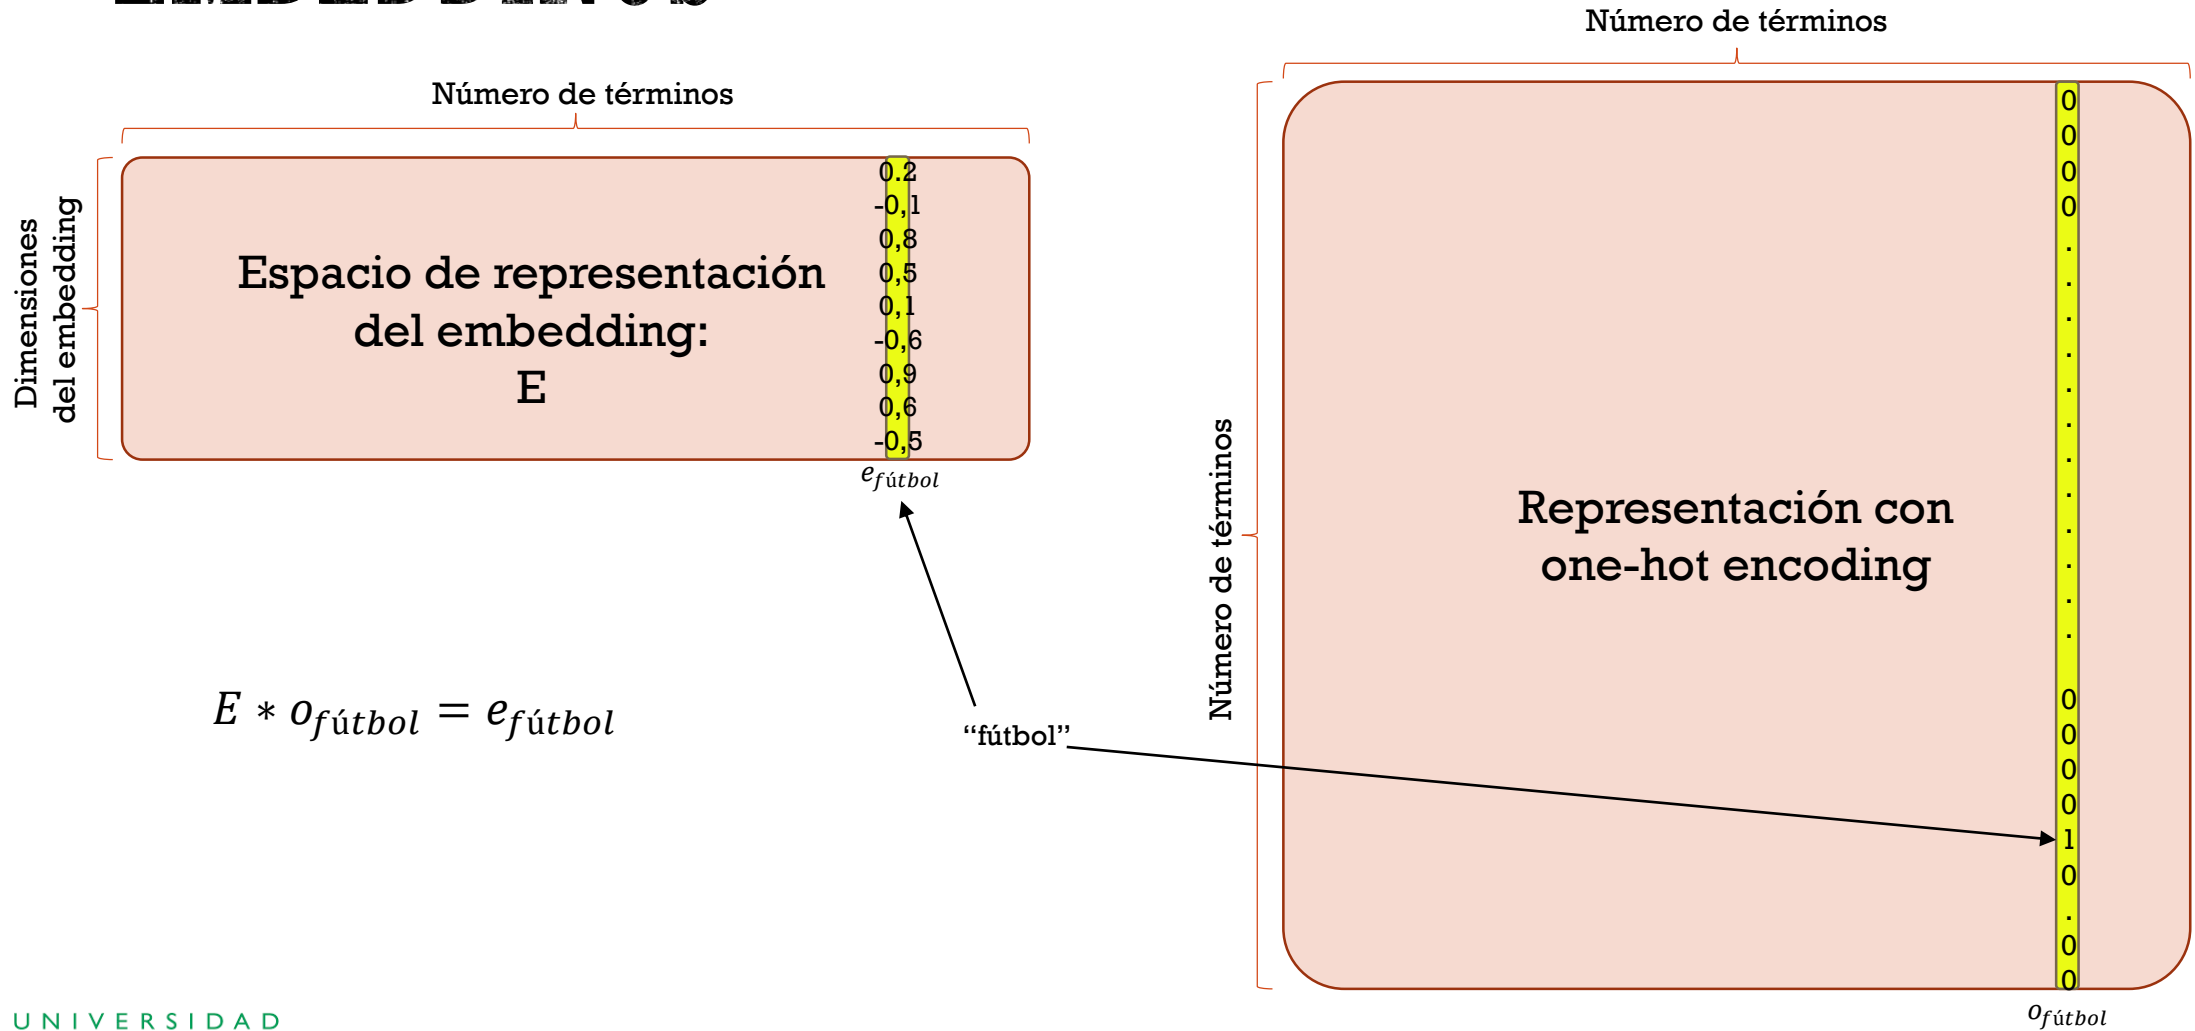 EMBEDDINGS
Número de términos
Dimensiones
del embedding
Espacio de representación
del embedding:
E
0.2
-0,1
0,8
0,5
0,1
-0,6
0,9
0,6
-0,5
e_fútbol
E * o_fútbol = e_fútbol
“fútbol”
Número de términos
Número de términos
Representación con
one-hot encoding
0
0
0
0
.
.
.
.
.
.
.
.
.
.
.
.
0
0
0
0
1
0
.
0
0
o_fútbol
UNIVERSIDAD